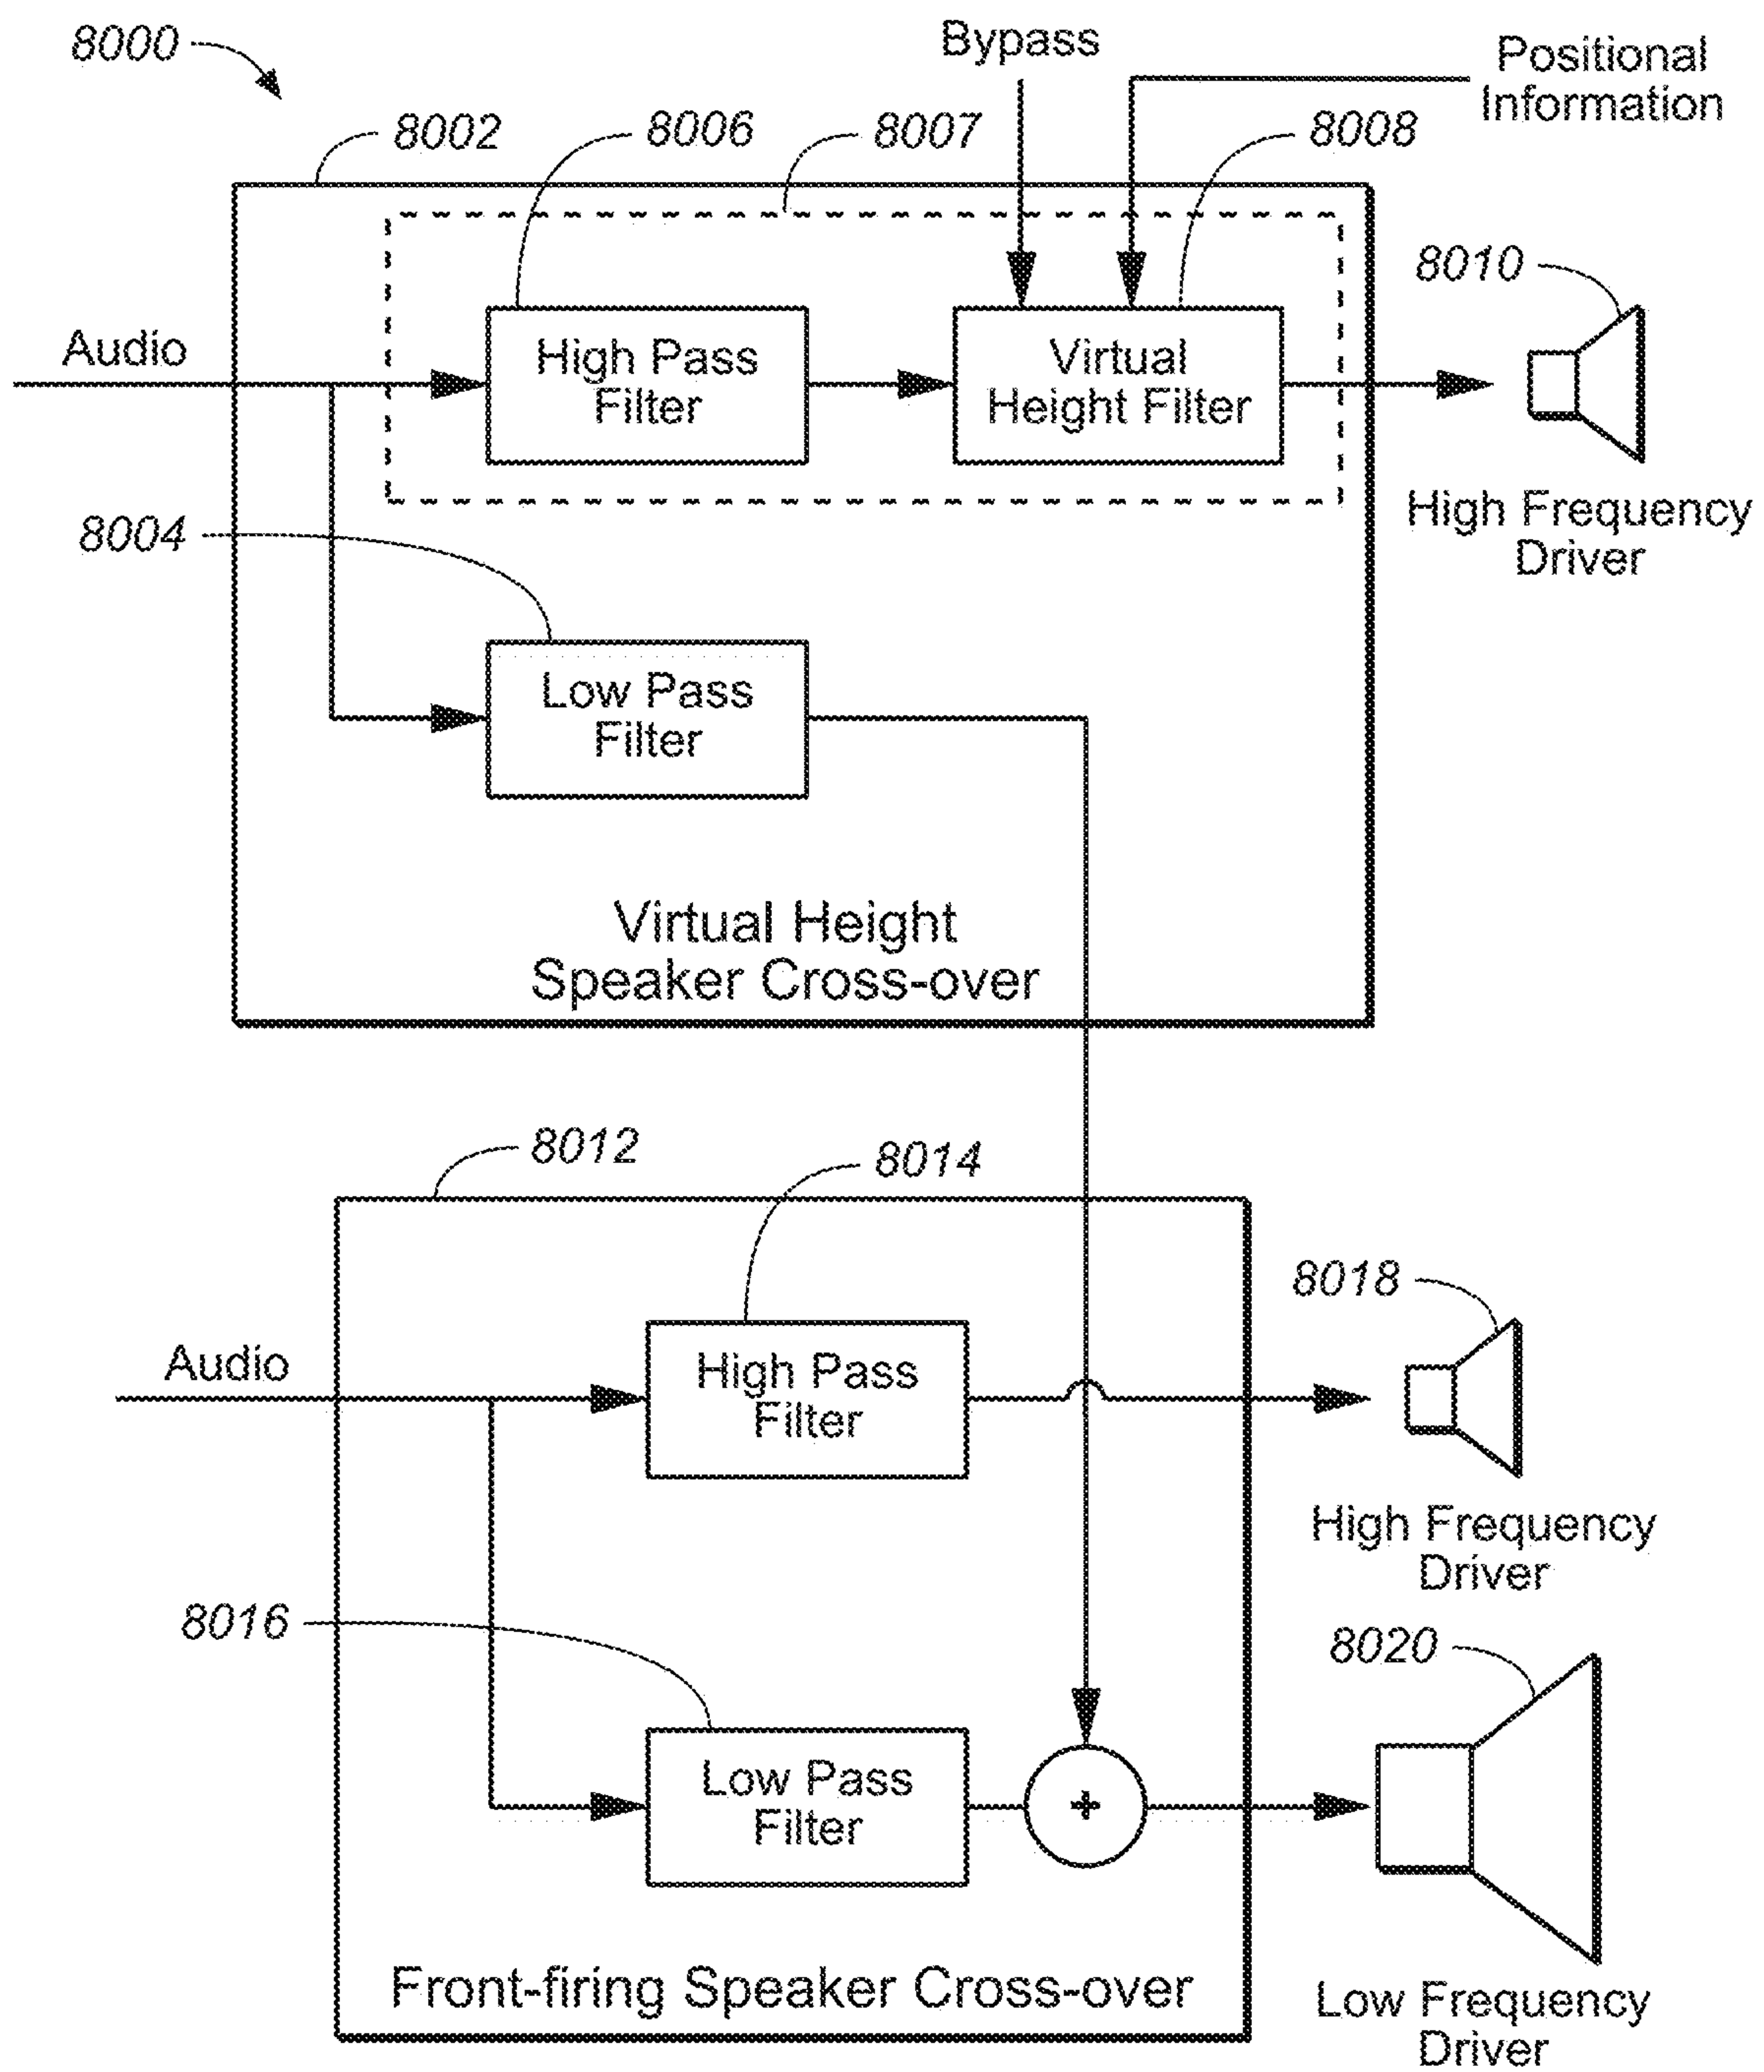 8000
Bypass
Positional
Information
8002
8006
8007
8008
8010
Audio
High Pass
Filter
Virtual
Height Filter
High Frequency
Driver
8004
Low Pass
Filter
Virtual Height
Speaker Cross-over
8012
8014
8018
Audio
High Pass
Filter
High Frequency
Driver
8016
8020
Low Pass
Filter
+
Front-firing Speaker Cross-over
Low Frequency
Driver